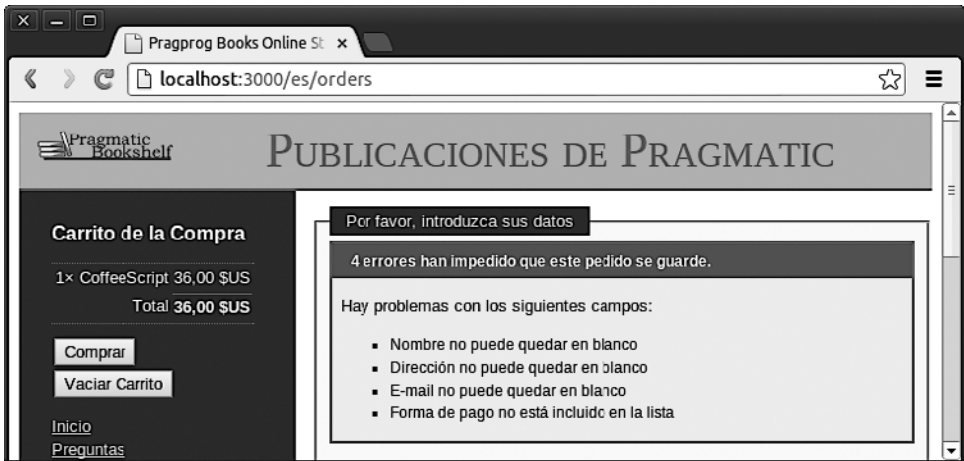 Pragprog Books Online St
localhost:3000/es/orders
Pragmatic
Bookshelf
PUBLICACIONES DE PRAGMATIC
Carrito de la Compra
1× CoffeeScript 36,00 $US
Total 36,00 $US
Comprar
Vaciar Carrito
Inicio
Preguntas
Por favor, introduzca sus datos
4 errores han impedido que este pedido se guarde.
Hay problemas con los siguientes campos:
Nombre no puede quedar en blanco
Dirección no puede quedar en blanco
E-mail no puede quedar en blanco
Forma de pago no está incluido en la lista